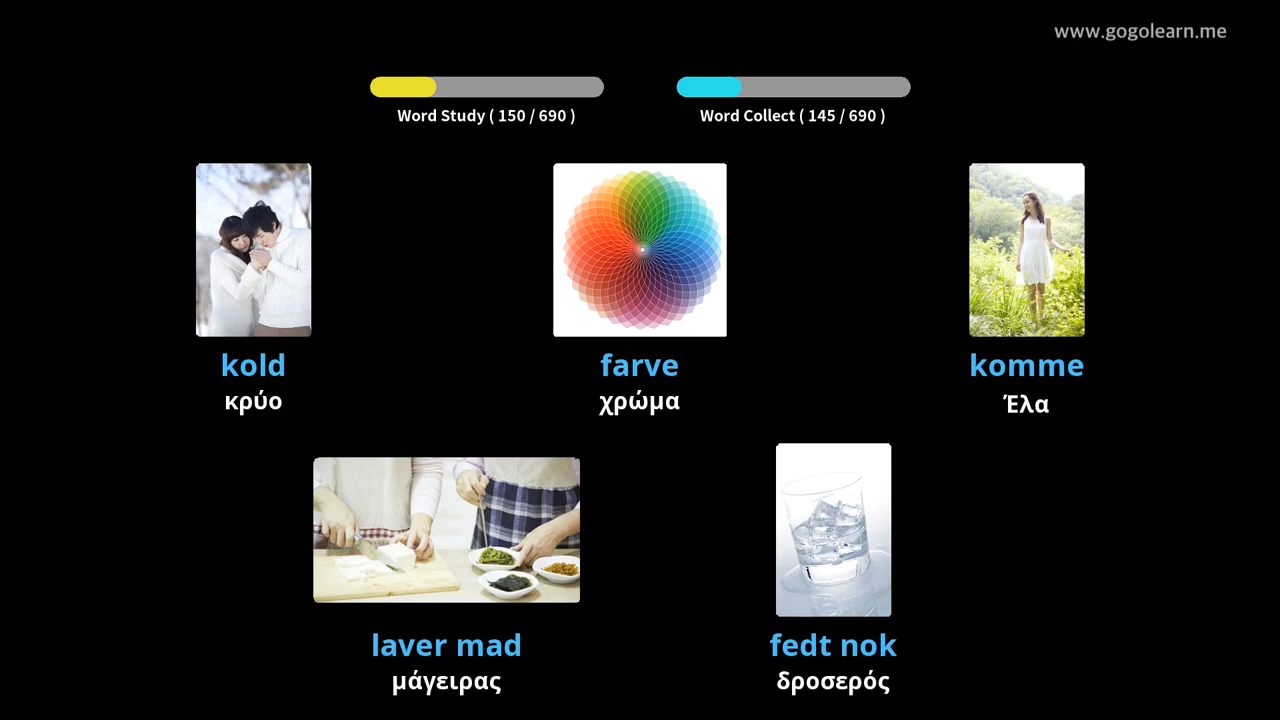 www.gogolearn.me
Word Study ( 150 / 690 )
Word Collect ( 145 / 690 )
kold
κρύο
farve
χρώμα
komme
Έλα
laver mad
μάγειρας
fedt nok
δροσερός